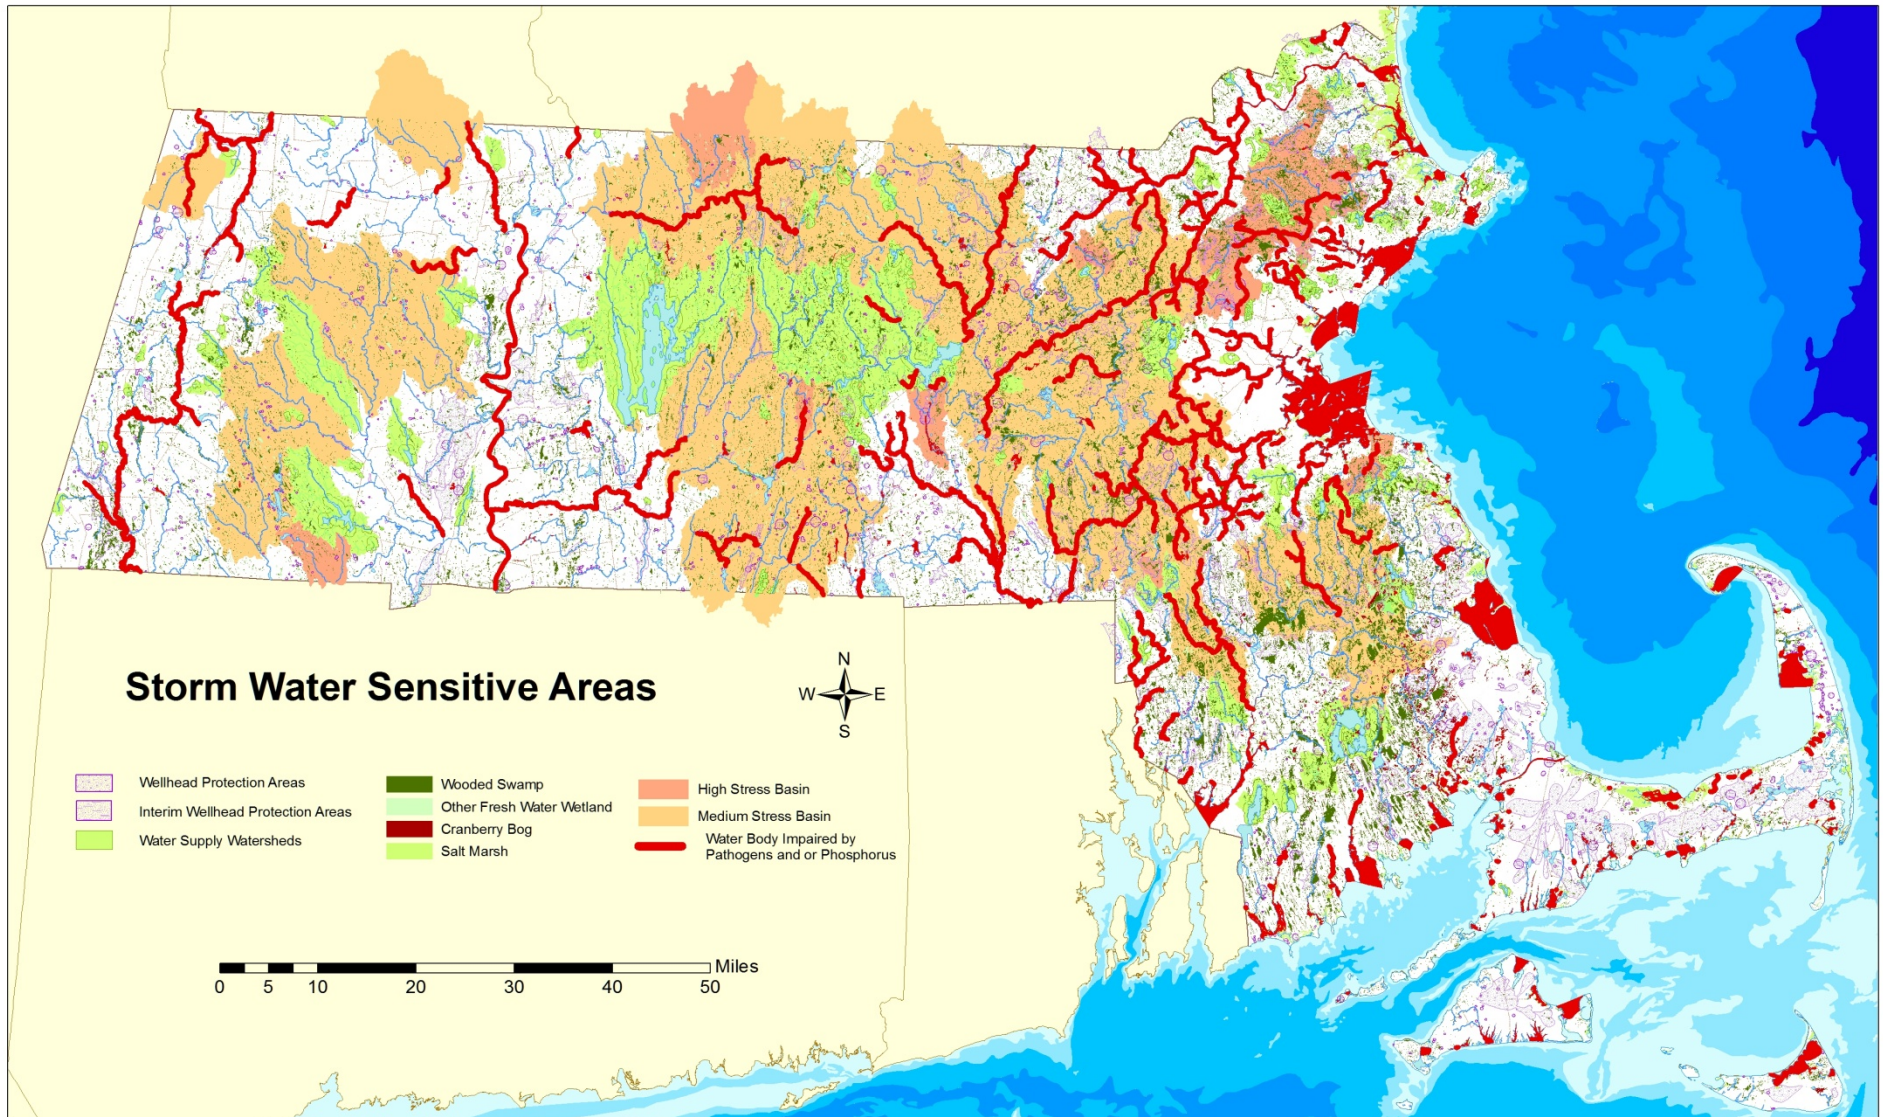 Storm Water Sensitive Areas
N
W E
S
Wellhead Protection Areas
Interim Wellhead Protection Areas
Water Supply Watersheds
Wooded Swamp
Other Fresh Water Wetland
Cranberry Bog
Salt Marsh
High Stress Basin
Medium Stress Basin
Water Body Impaired by
Pathogens and or Phosphorus
Miles
0 5 10 20 30 40 50